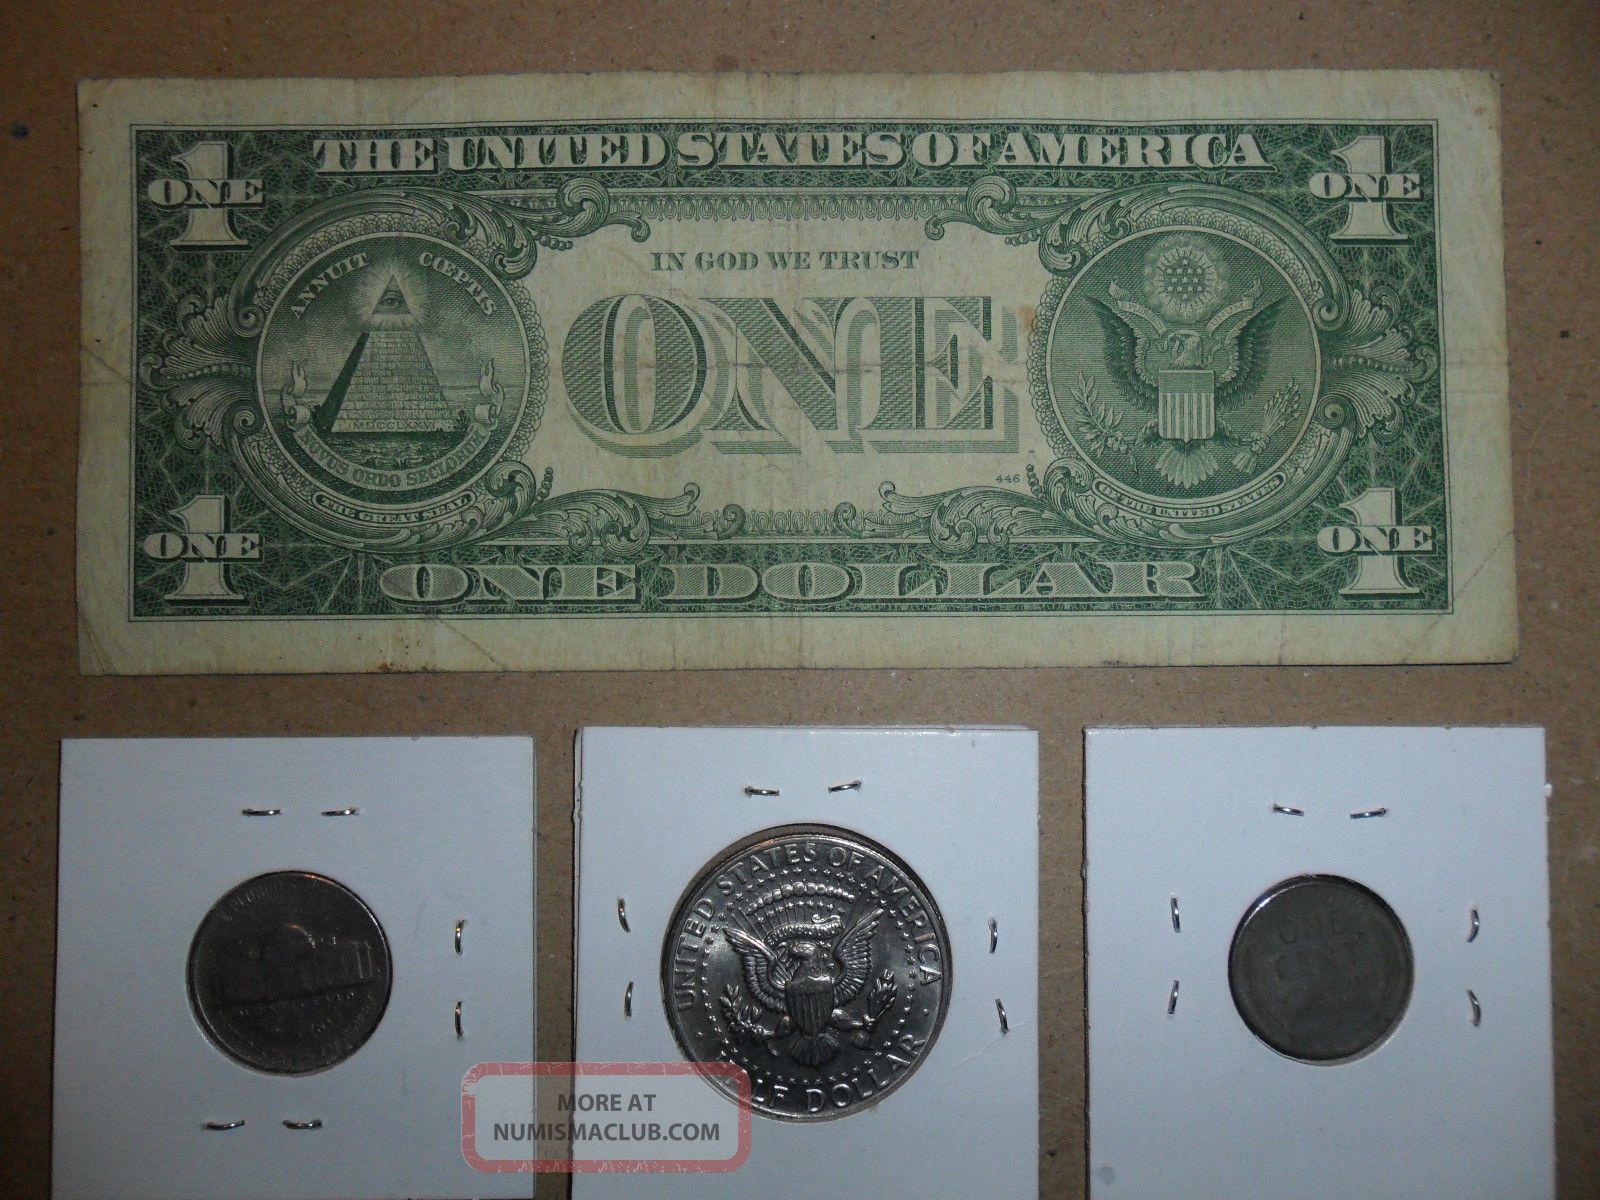 THE UNITED STATES OF AMERICA
1
ONE
1
ONE
ANNUIT CŒPTIS
IN GOD WE TRUST
ONE
MDCCLXXVI
NOVUS ORDO SECLORUM
446
THE GREAT SEAL
OF THE UNITED STATES
1
ONE
1
ONE
ONE DOLLAR
UNITED STATES OF AMERICA
HALF DOLLAR
ONE
CENT
MORE AT
NUMISMACLUB.COM